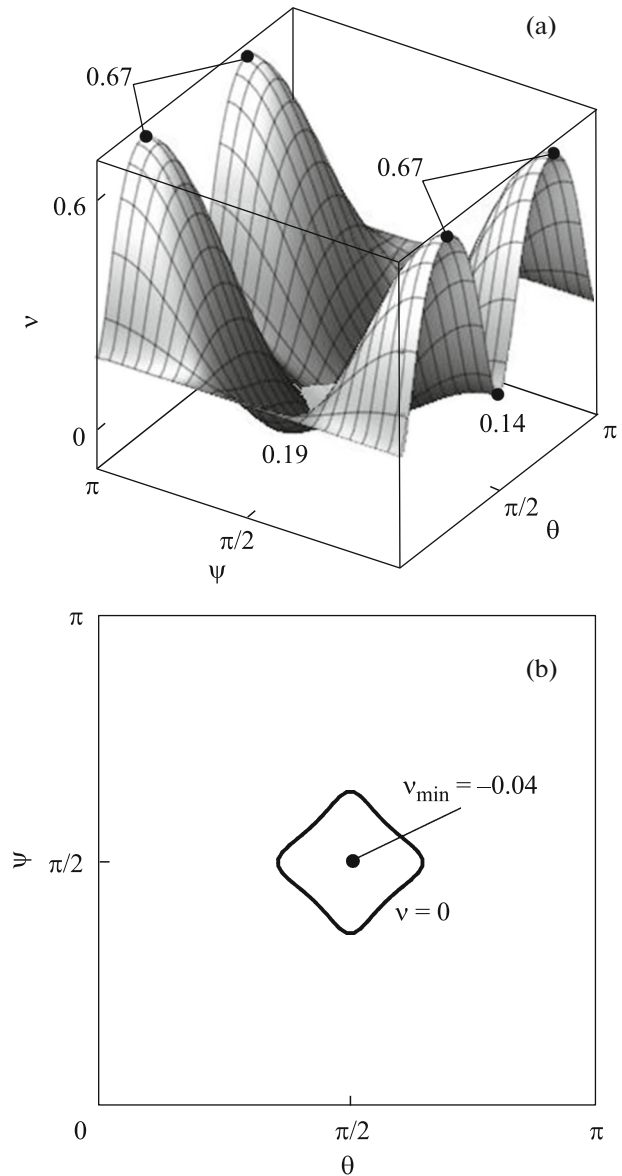 (a)
0.67
0.67
0.6
ν
0
0.19
0.14
π
π
π/2
π/2
θ
ψ
π
(b)
ν_min = –0.04
ψ
π/2
ν = 0
0
π/2
π
θ